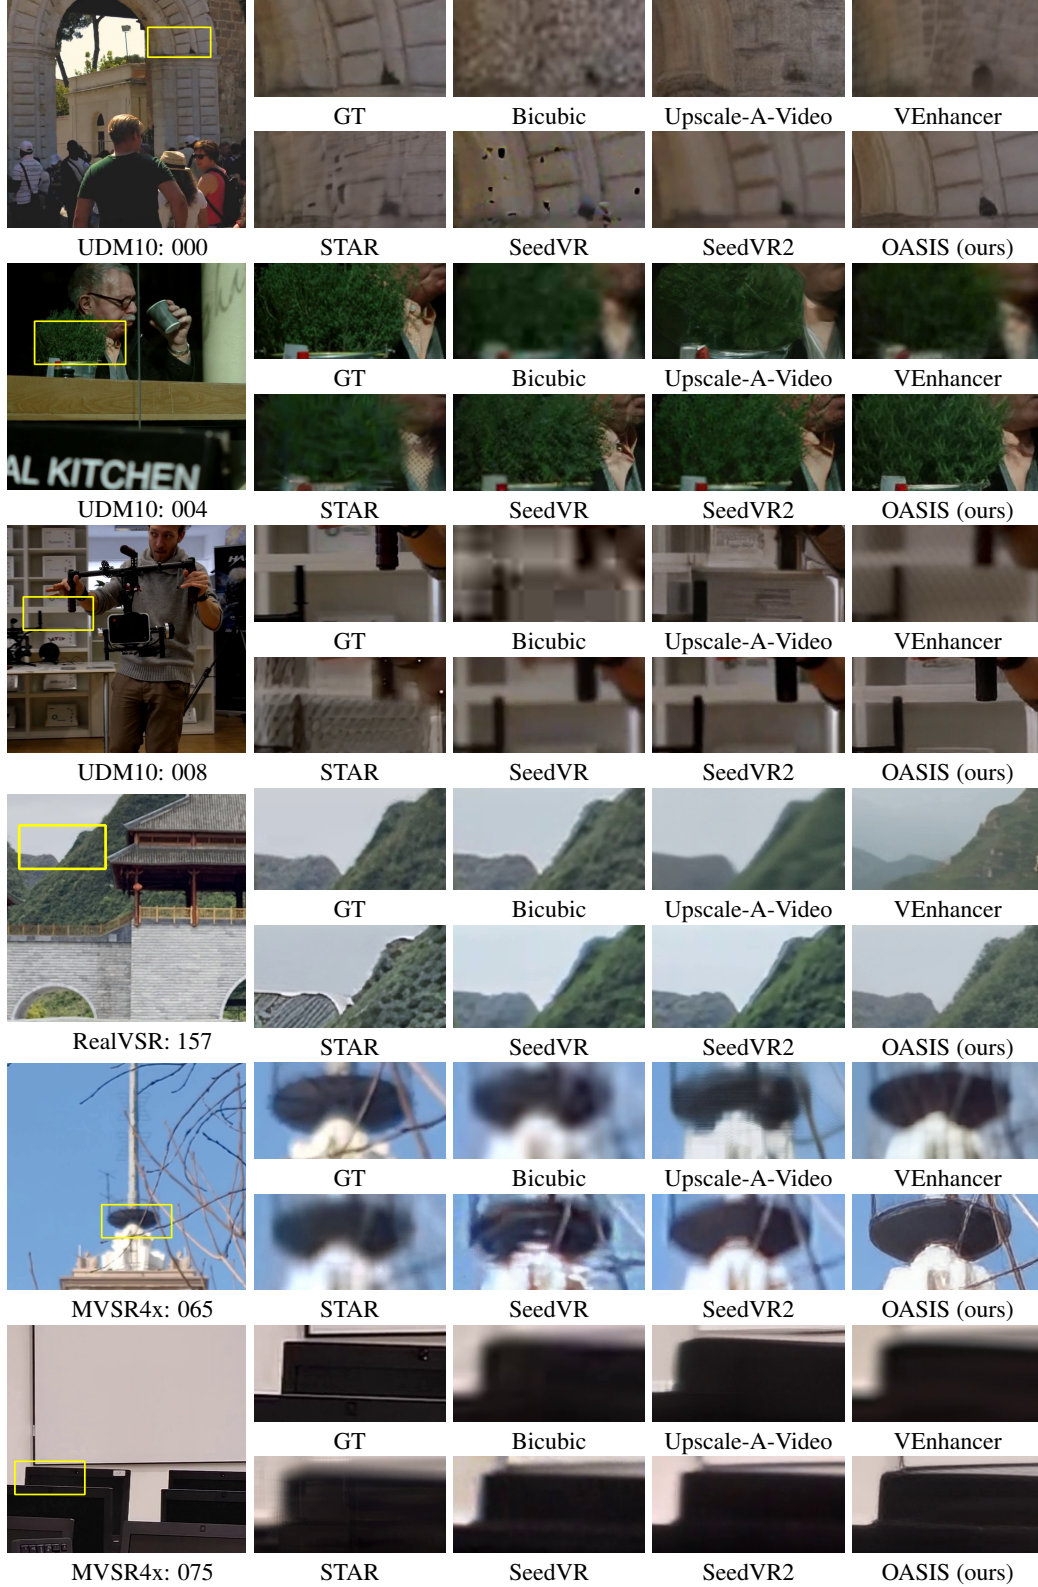 GT Bicubic Upscale-A-Video VEnhancer
UDM10: 000 STAR SeedVR SeedVR2 OASIS (ours)
AL KITCHEN
GT Bicubic Upscale-A-Video VEnhancer
UDM10: 004 STAR SeedVR SeedVR2 OASIS (ours)
HA
GT Bicubic Upscale-A-Video VEnhancer
UDM10: 008 STAR SeedVR SeedVR2 OASIS (ours)
GT Bicubic Upscale-A-Video VEnhancer
RealVSR: 157 STAR SeedVR SeedVR2 OASIS (ours)
GT Bicubic Upscale-A-Video VEnhancer
MVSR4x: 065 STAR SeedVR SeedVR2 OASIS (ours)
GT Bicubic Upscale-A-Video VEnhancer
MVSR4x: 075 STAR SeedVR SeedVR2 OASIS (ours)